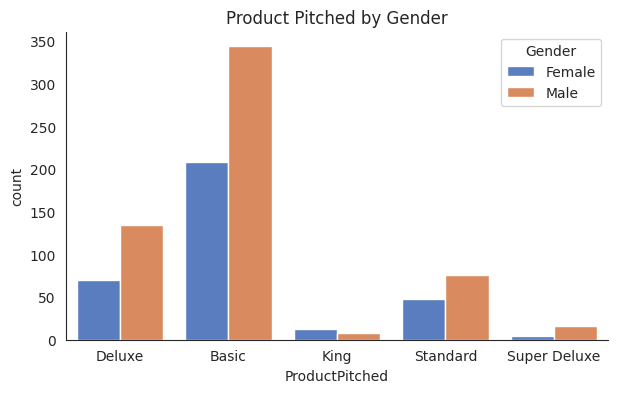 Product Pitched by Gender
350
300
250
200
150
100
50
0
count
Gender
Female
Male
Deluxe
Basic
King
Standard
Super Deluxe
ProductPitched